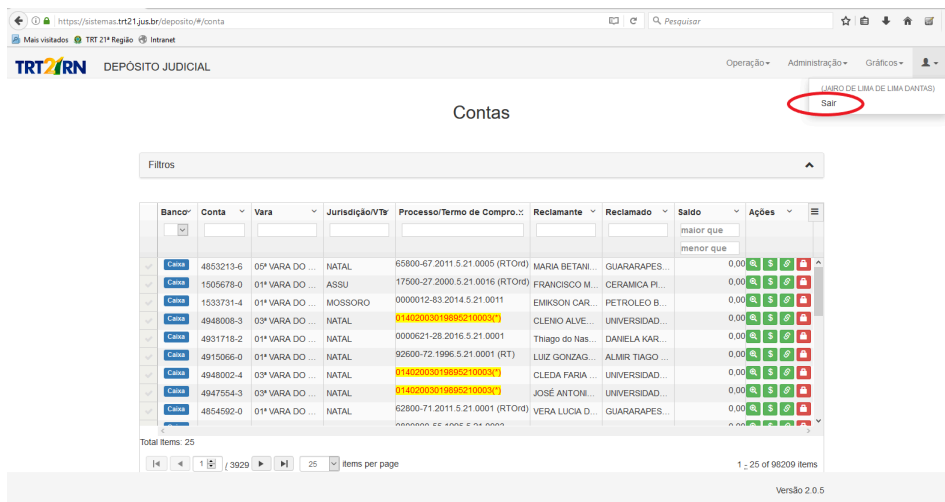 https://sistemas.trt21.jus.br/deposito/#/conta
Pesquisar
Mais visitados TRT 21ª Região Intranet
TRT21RN DEPÓSITO JUDICIAL Operação Administração Gráficos
(JAIRO DE LIMA DE LIMA DANTAS)
Sair
Contas
Filtros
Banco Conta Vara Jurisdição/VTs Processo/Termo de Compro... Reclamante Reclamado Saldo Ações
maior que
menor que
Caixa 4853213-6 05ª VARA DO ... NATAL 65800-67.2011.5.21.0005 (RTOrd) MARIA BETANI... GUARARAPES... 0,00
Caixa 1505678-0 01ª VARA DO ... ASSU 17500-27.2000.5.21.0016 (RTOrd) FRANCISCO M... CERAMICA PI... 0,00
Caixa 1533731-4 01ª VARA DO ... MOSSORO 0000012-83.2014.5.21.0011 EMIKSON CAR... PETROLEO B... 0,00
Caixa 4948008-3 03ª VARA DO ... NATAL 01402003019895210003(*) CLENIO ALVE... UNIVERSIDAD... 0,00
Caixa 4931718-2 01ª VARA DO ... NATAL 0000621-28.2016.5.21.0001 Thiago do Nas... DANIELA KAR... 0,00
Caixa 4915066-0 01ª VARA DO ... NATAL 92600-72.1996.5.21.0001 (RT) LUIZ GONZAG... ALMIR TIAGO ... 0,00
Caixa 4948002-4 03ª VARA DO ... NATAL 01402003019895210003(*) CLEDA FARIA ... UNIVERSIDAD... 0,00
Caixa 4947554-3 03ª VARA DO ... NATAL 01402003019895210003(*) JOSÉ ANTONI... UNIVERSIDAD... 0,00
Caixa 4854592-0 01ª VARA DO ... NATAL 62800-71.2011.5.21.0001 (RTOrd) VERA LUCIA D... GUARARAPES... 0,00
Total Items: 25
1 / 3929 25 items per page 1 - 25 of 98209 items
Versão 2.0.5